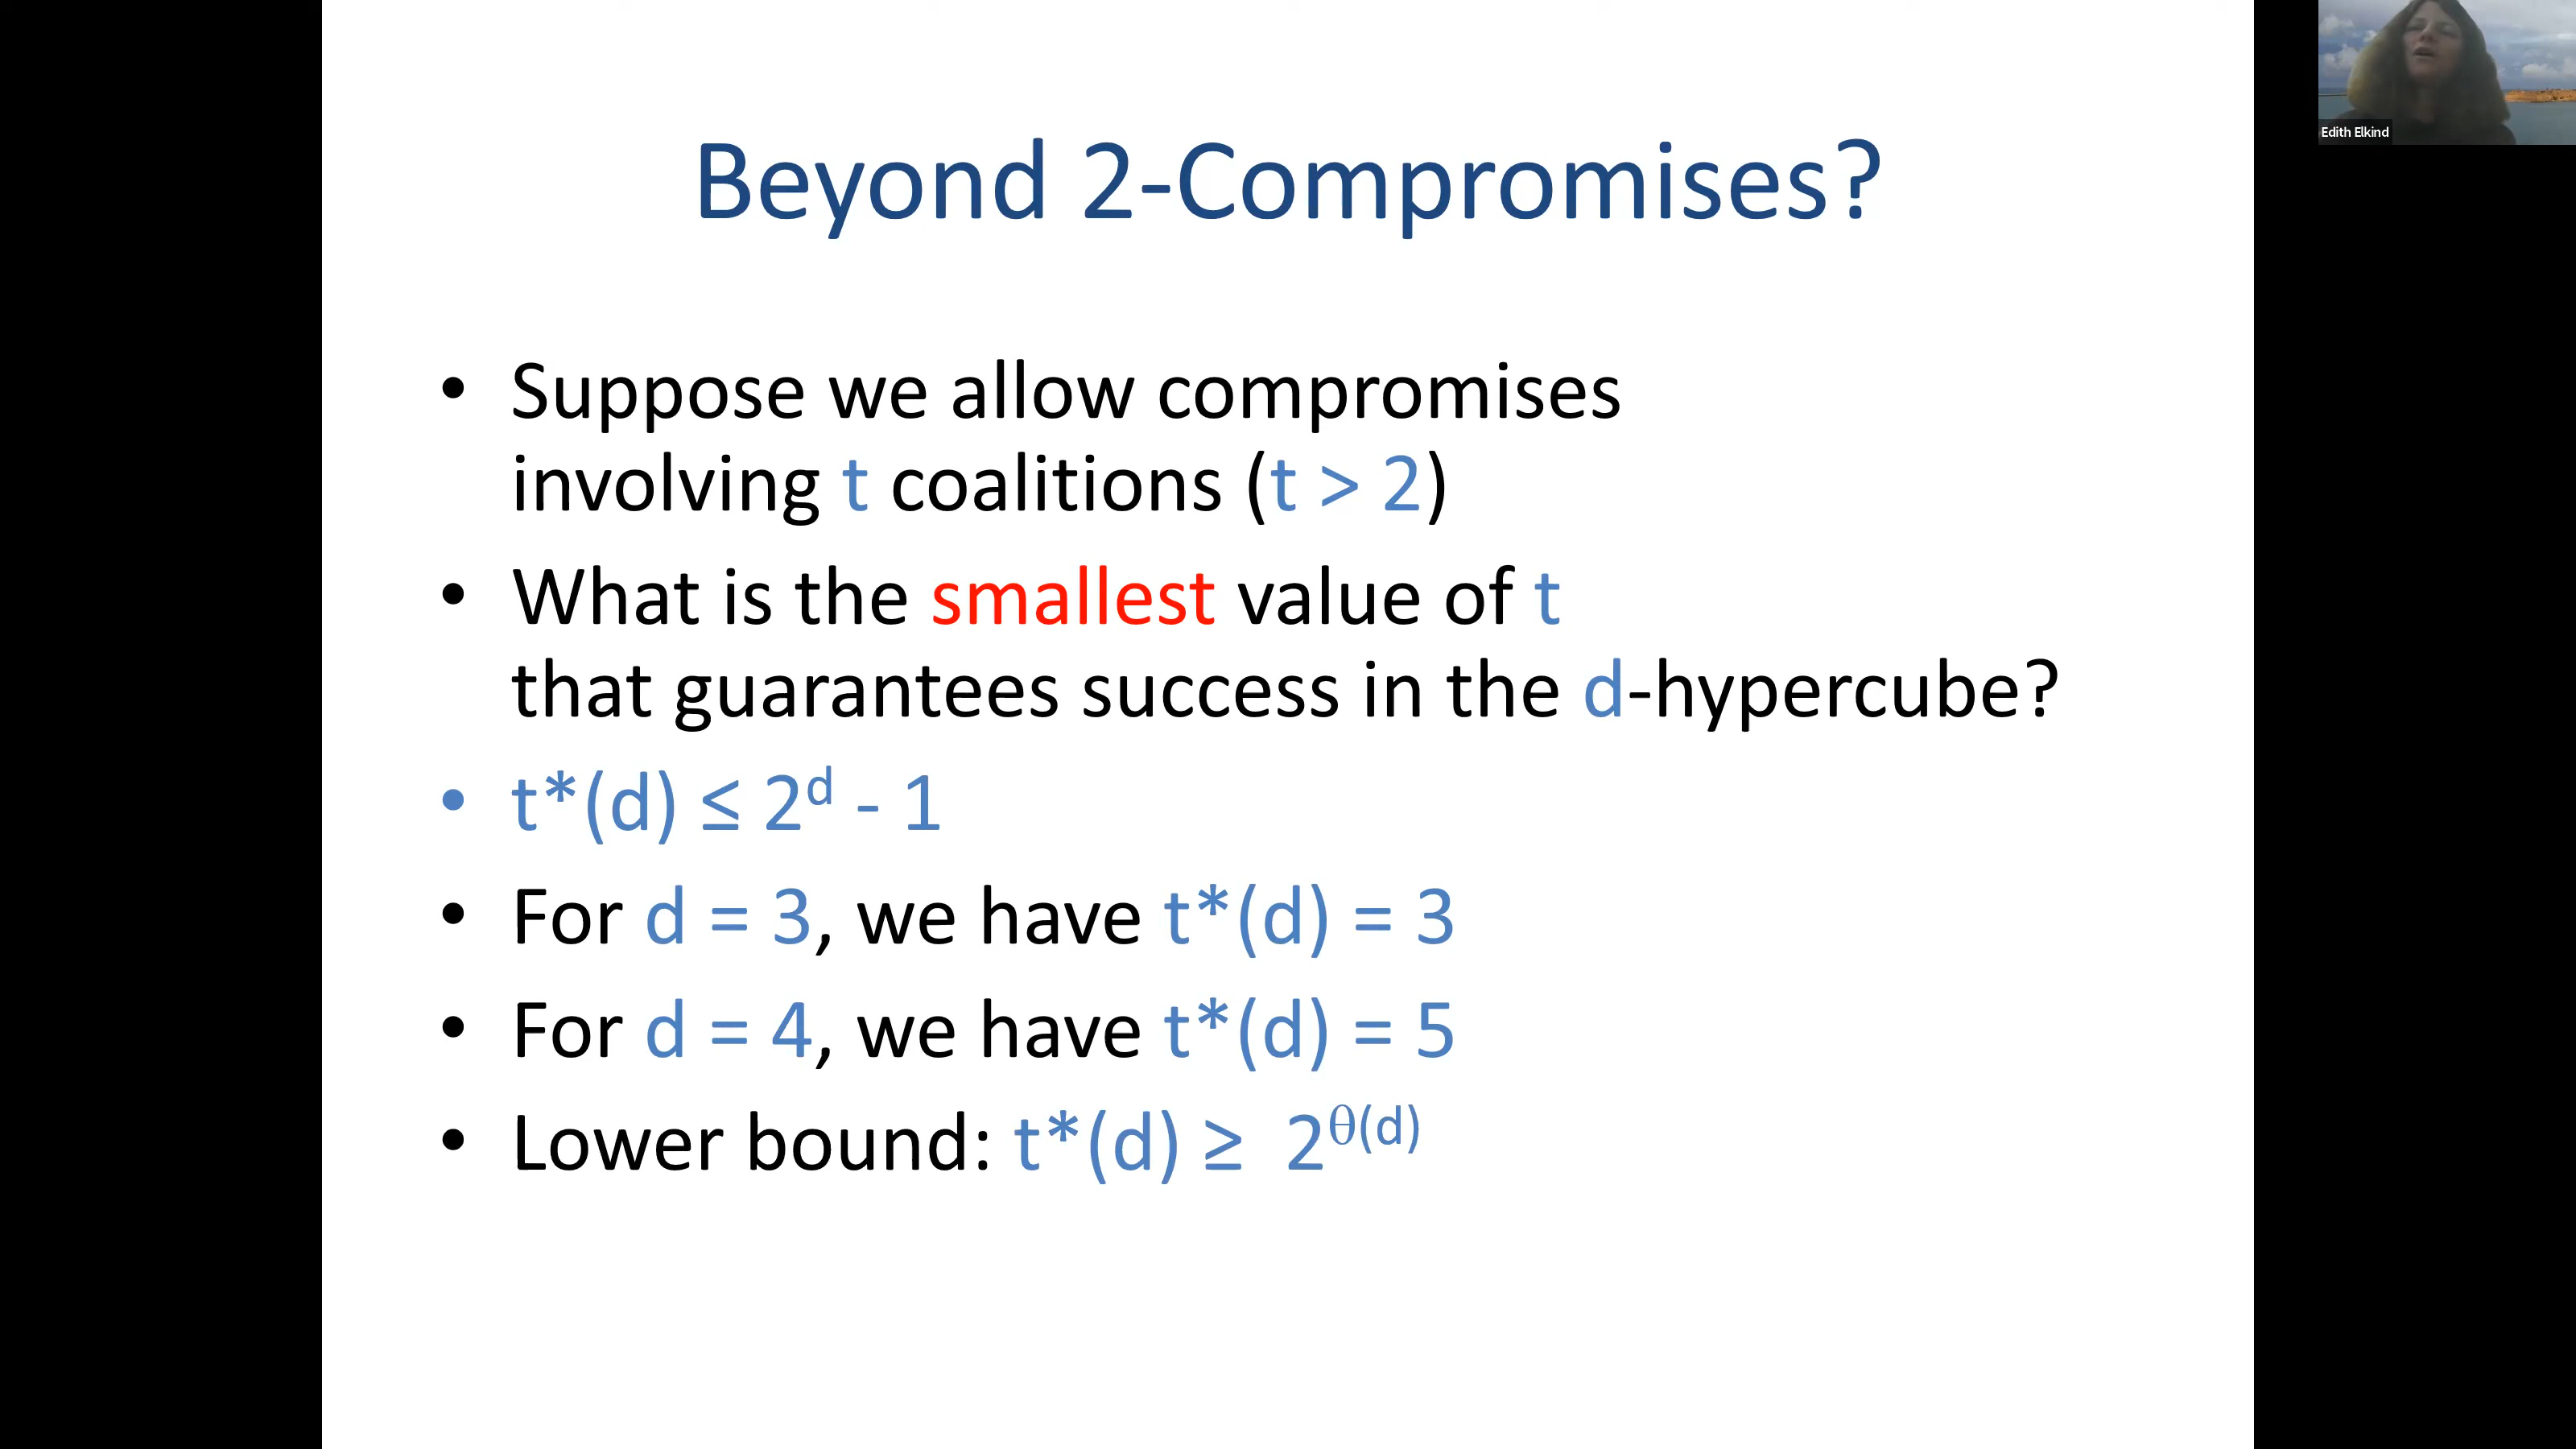 Beyond 2-Compromises?
Edith Elkind
• Suppose we allow compromises
involving t coalitions (t > 2)
• What is the smallest value of t
that guarantees success in the d-hypercube?
• t*(d) ≤ 2ᵈ - 1
• For d = 3, we have t*(d) = 3
• For d = 4, we have t*(d) = 5
• Lower bound: t*(d) ≥ 2^θ(d)